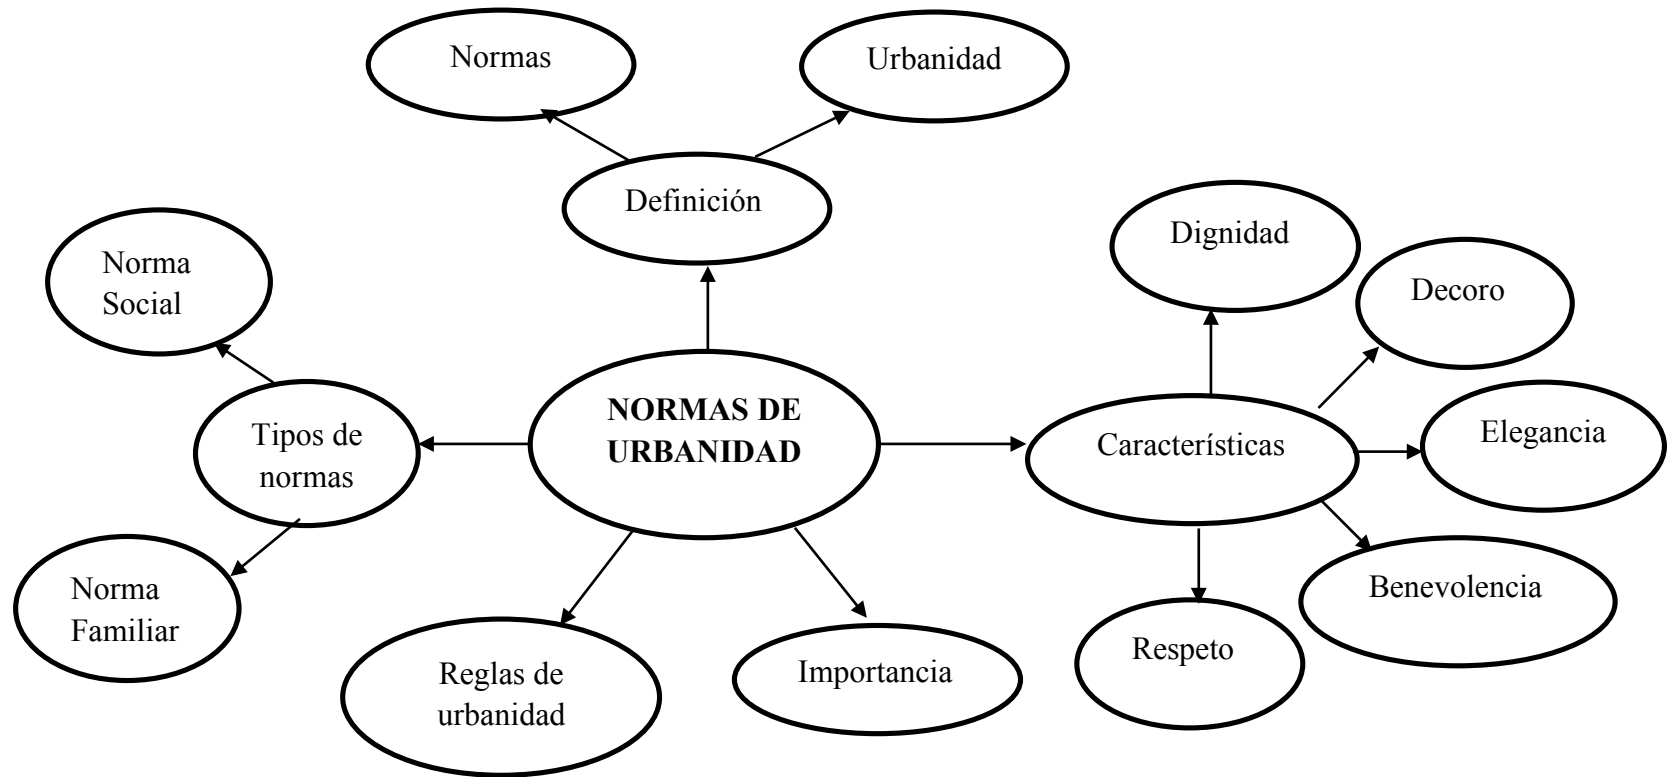 Normas
Urbanidad
Definición
Dignidad
Decoro
Norma
Social
NORMAS DE
URBANIDAD
Tipos de
normas
Características
Elegancia
Norma
Familiar
Benevolencia
Respeto
Reglas de
urbanidad
Importancia